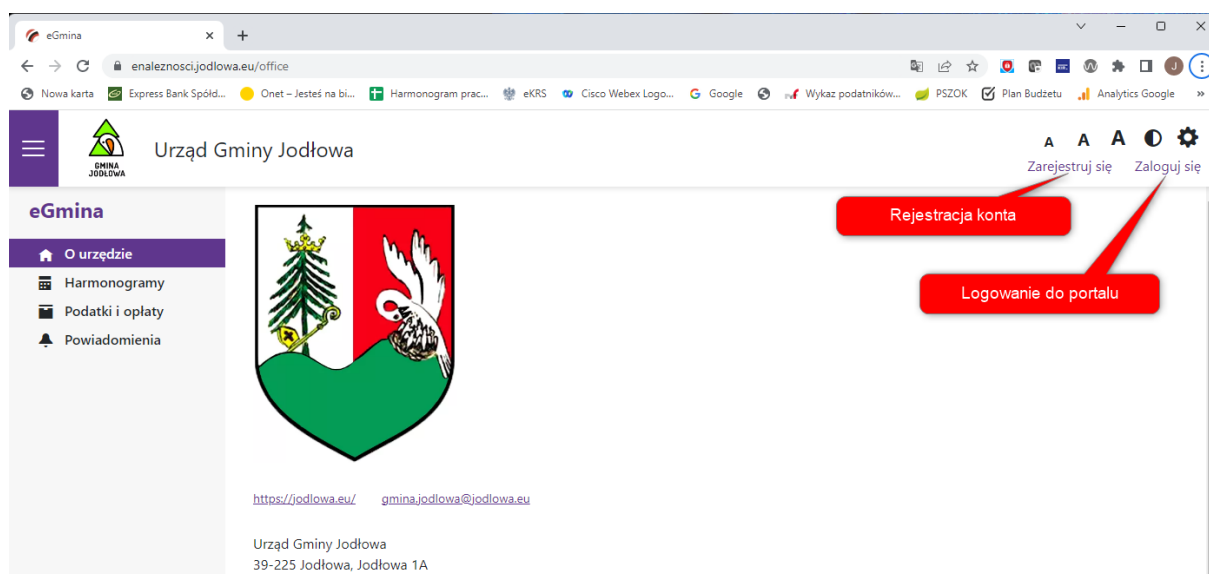 eGmina
enaleznosci.jodlowa.eu/office
Nowa karta Express Bank Spółd... Onet – Jesteś na bi... Harmonogram prac... eKRS Cisco Webex Logo... Google Wykaz podatników... PSZOK Plan Budżetu Analytics Google »
GMINA
JODŁOWA
Urząd Gminy Jodłowa
A A A
Zarejestruj się Zaloguj się
eGmina
Rejestracja konta
O urzędzie
Harmonogramy
Logowanie do portalu
Podatki i opłaty
Powiadomienia
https://jodlowa.eu/ gmina.jodlowa@jodlowa.eu
Urząd Gminy Jodłowa
39-225 Jodłowa, Jodłowa 1A